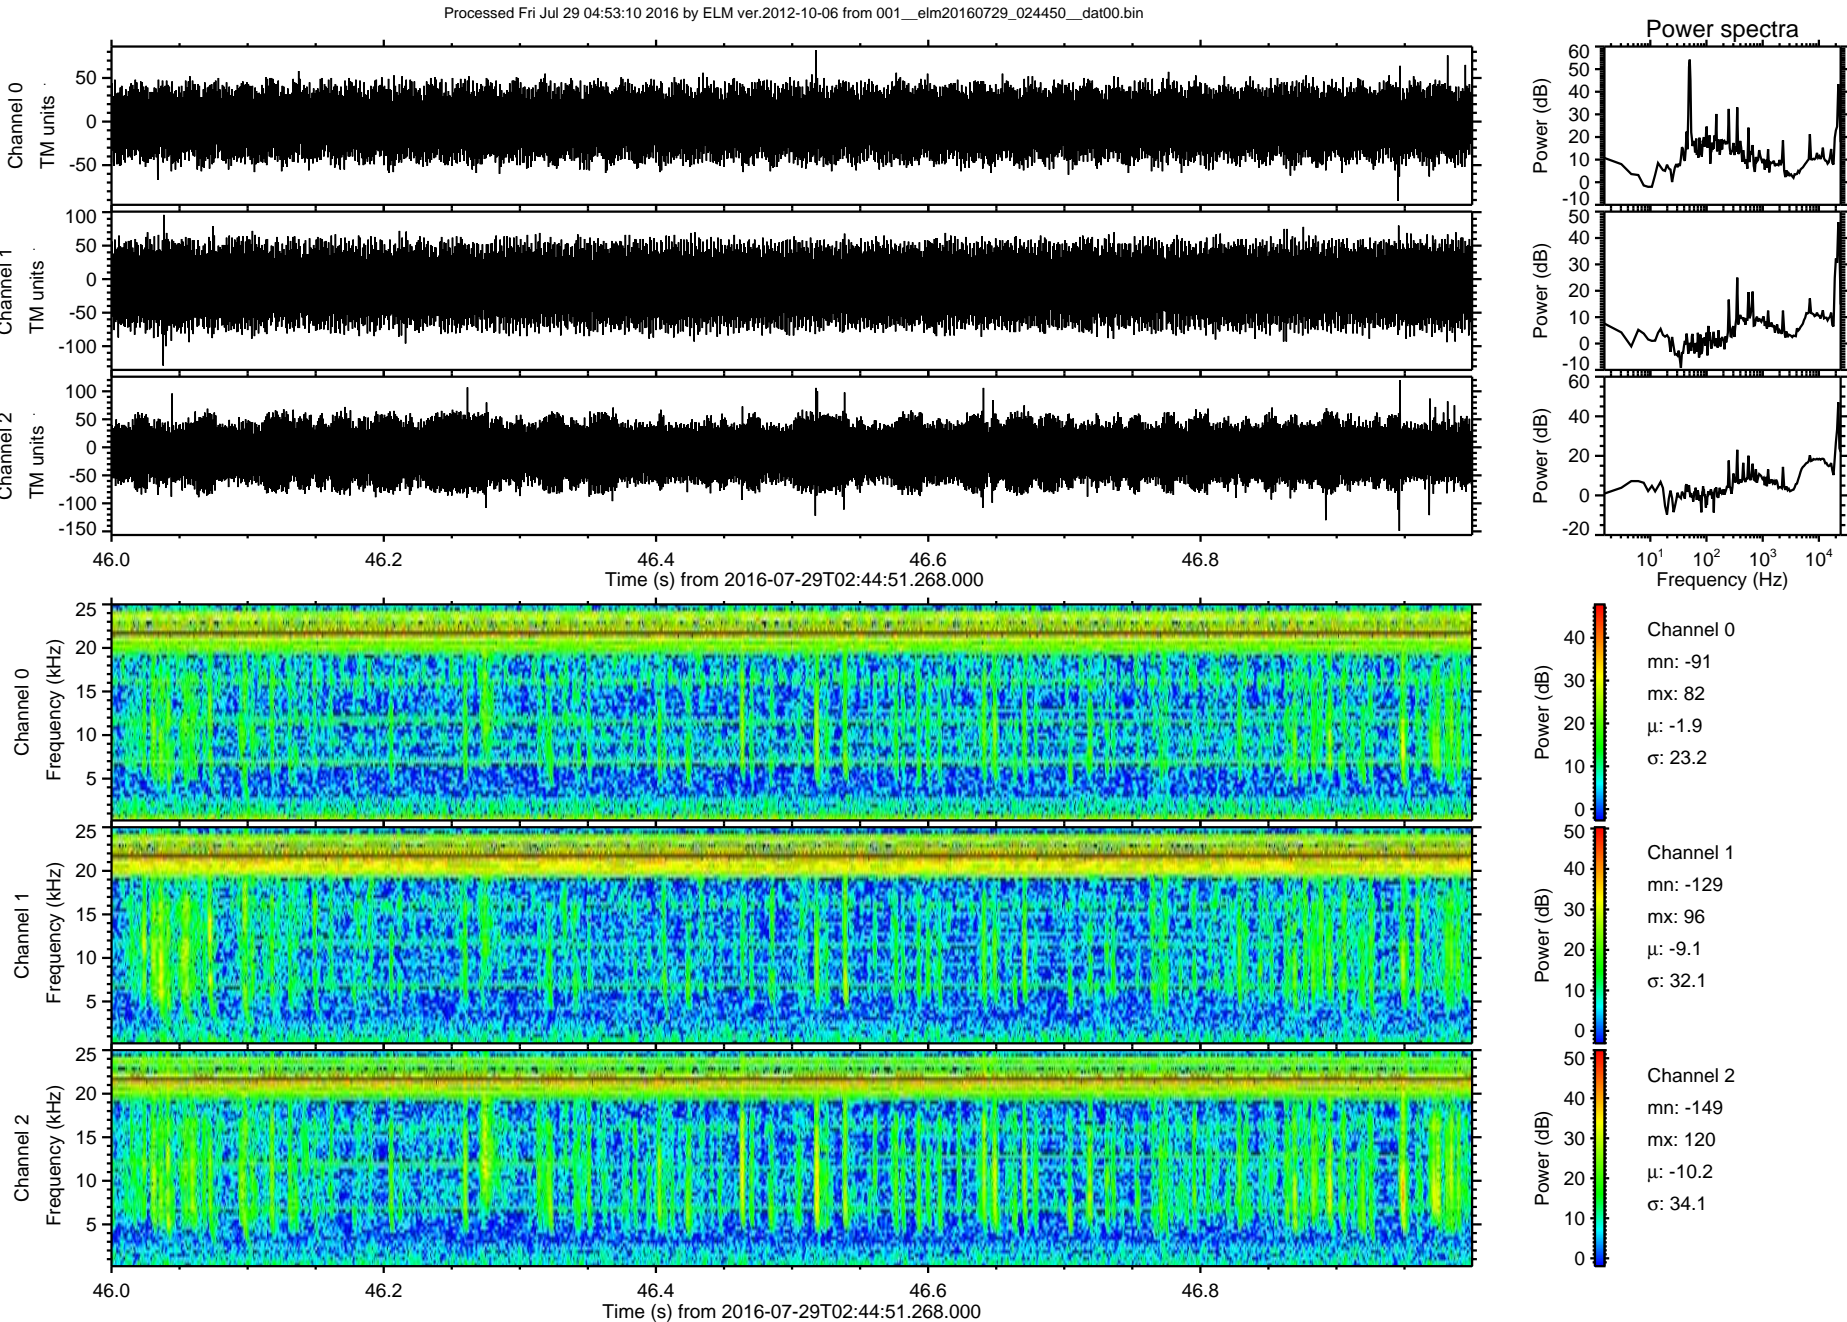 Processed Fri Jul 29 04:53:10 2016 by ELM ver.2012-10-06 from 001__elm20160729_024450__dat00.bin
Power spectra
Channel 0
TM units
50
0
-50
Power (dB)
60
50
40
30
20
10
0
-10
Channel 1
TM units
100
50
0
-50
-100
Power (dB)
50
40
30
20
10
0
-10
Channel 2
TM units
100
50
0
-50
-100
-150
Power (dB)
60
40
20
0
-20
46.0 46.2 46.4 46.6 46.8
Time (s) from 2016-07-29T02:44:51.268.000
10^1 10^2 10^3 10^4
Frequency (Hz)
Channel 0
Frequency (kHz)
25
20
15
10
5
Power (dB)
40
30
20
10
0
Channel 0
mn: -91
mx: 82
μ: -1.9
σ: 23.2
Channel 1
Frequency (kHz)
25
20
15
10
5
Power (dB)
50
40
30
20
10
0
Channel 1
mn: -129
mx: 96
μ: -9.1
σ: 32.1
Channel 2
Frequency (kHz)
25
20
15
10
5
Power (dB)
50
40
30
20
10
0
Channel 2
mn: -149
mx: 120
μ: -10.2
σ: 34.1
46.0 46.2 46.4 46.6 46.8
Time (s) from 2016-07-29T02:44:51.268.000